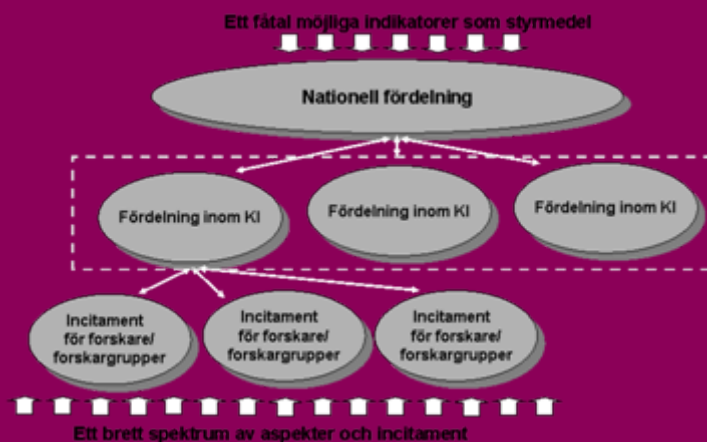 Ett fåtal möjliga indikatorer som styrmedel
Nationell fördelning
Fördelning inom KI
Fördelning inom KI
Fördelning inom KI
Incitament
för forskare/
forskargrupper
Incitament
för forskare/
forskargrupper
Incitament
för forskare/
forskargrupper
Ett brett spektrum av aspekter och incitament